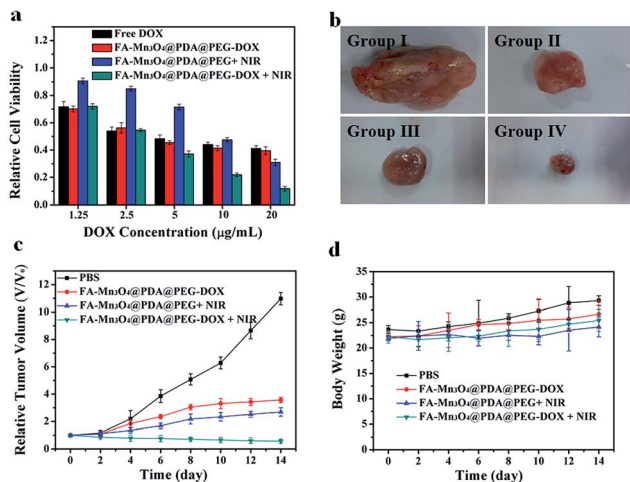 a
Relative Cell Viability
1.2
1.0
0.8
0.6
0.4
0.2
0.0
Free DOX
FA-Mn₃O₄@PDA@PEG-DOX
FA-Mn₃O₄@PDA@PEG+ NIR
FA-Mn₃O₄@PDA@PEG-DOX + NIR
1.25 2.5 5 10 20
DOX Concentration (μg/mL)
b
Group I
Group II
Group III
Group IV
c
Relative Tumor Volume (V/V₀)
12
10
8
6
4
2
0
PBS
FA-Mn₃O₄@PDA@PEG-DOX
FA-Mn₃O₄@PDA@PEG+ NIR
FA-Mn₃O₄@PDA@PEG-DOX + NIR
0 2 4 6 8 10 12 14
Time (day)
d
Body Weight (g)
40
35
30
25
20
15
10
5
0
PBS
FA-Mn₃O₄@PDA@PEG-DOX
FA-Mn₃O₄@PDA@PEG+ NIR
FA-Mn₃O₄@PDA@PEG-DOX + NIR
0 2 4 6 8 10 12 14
Time (day)